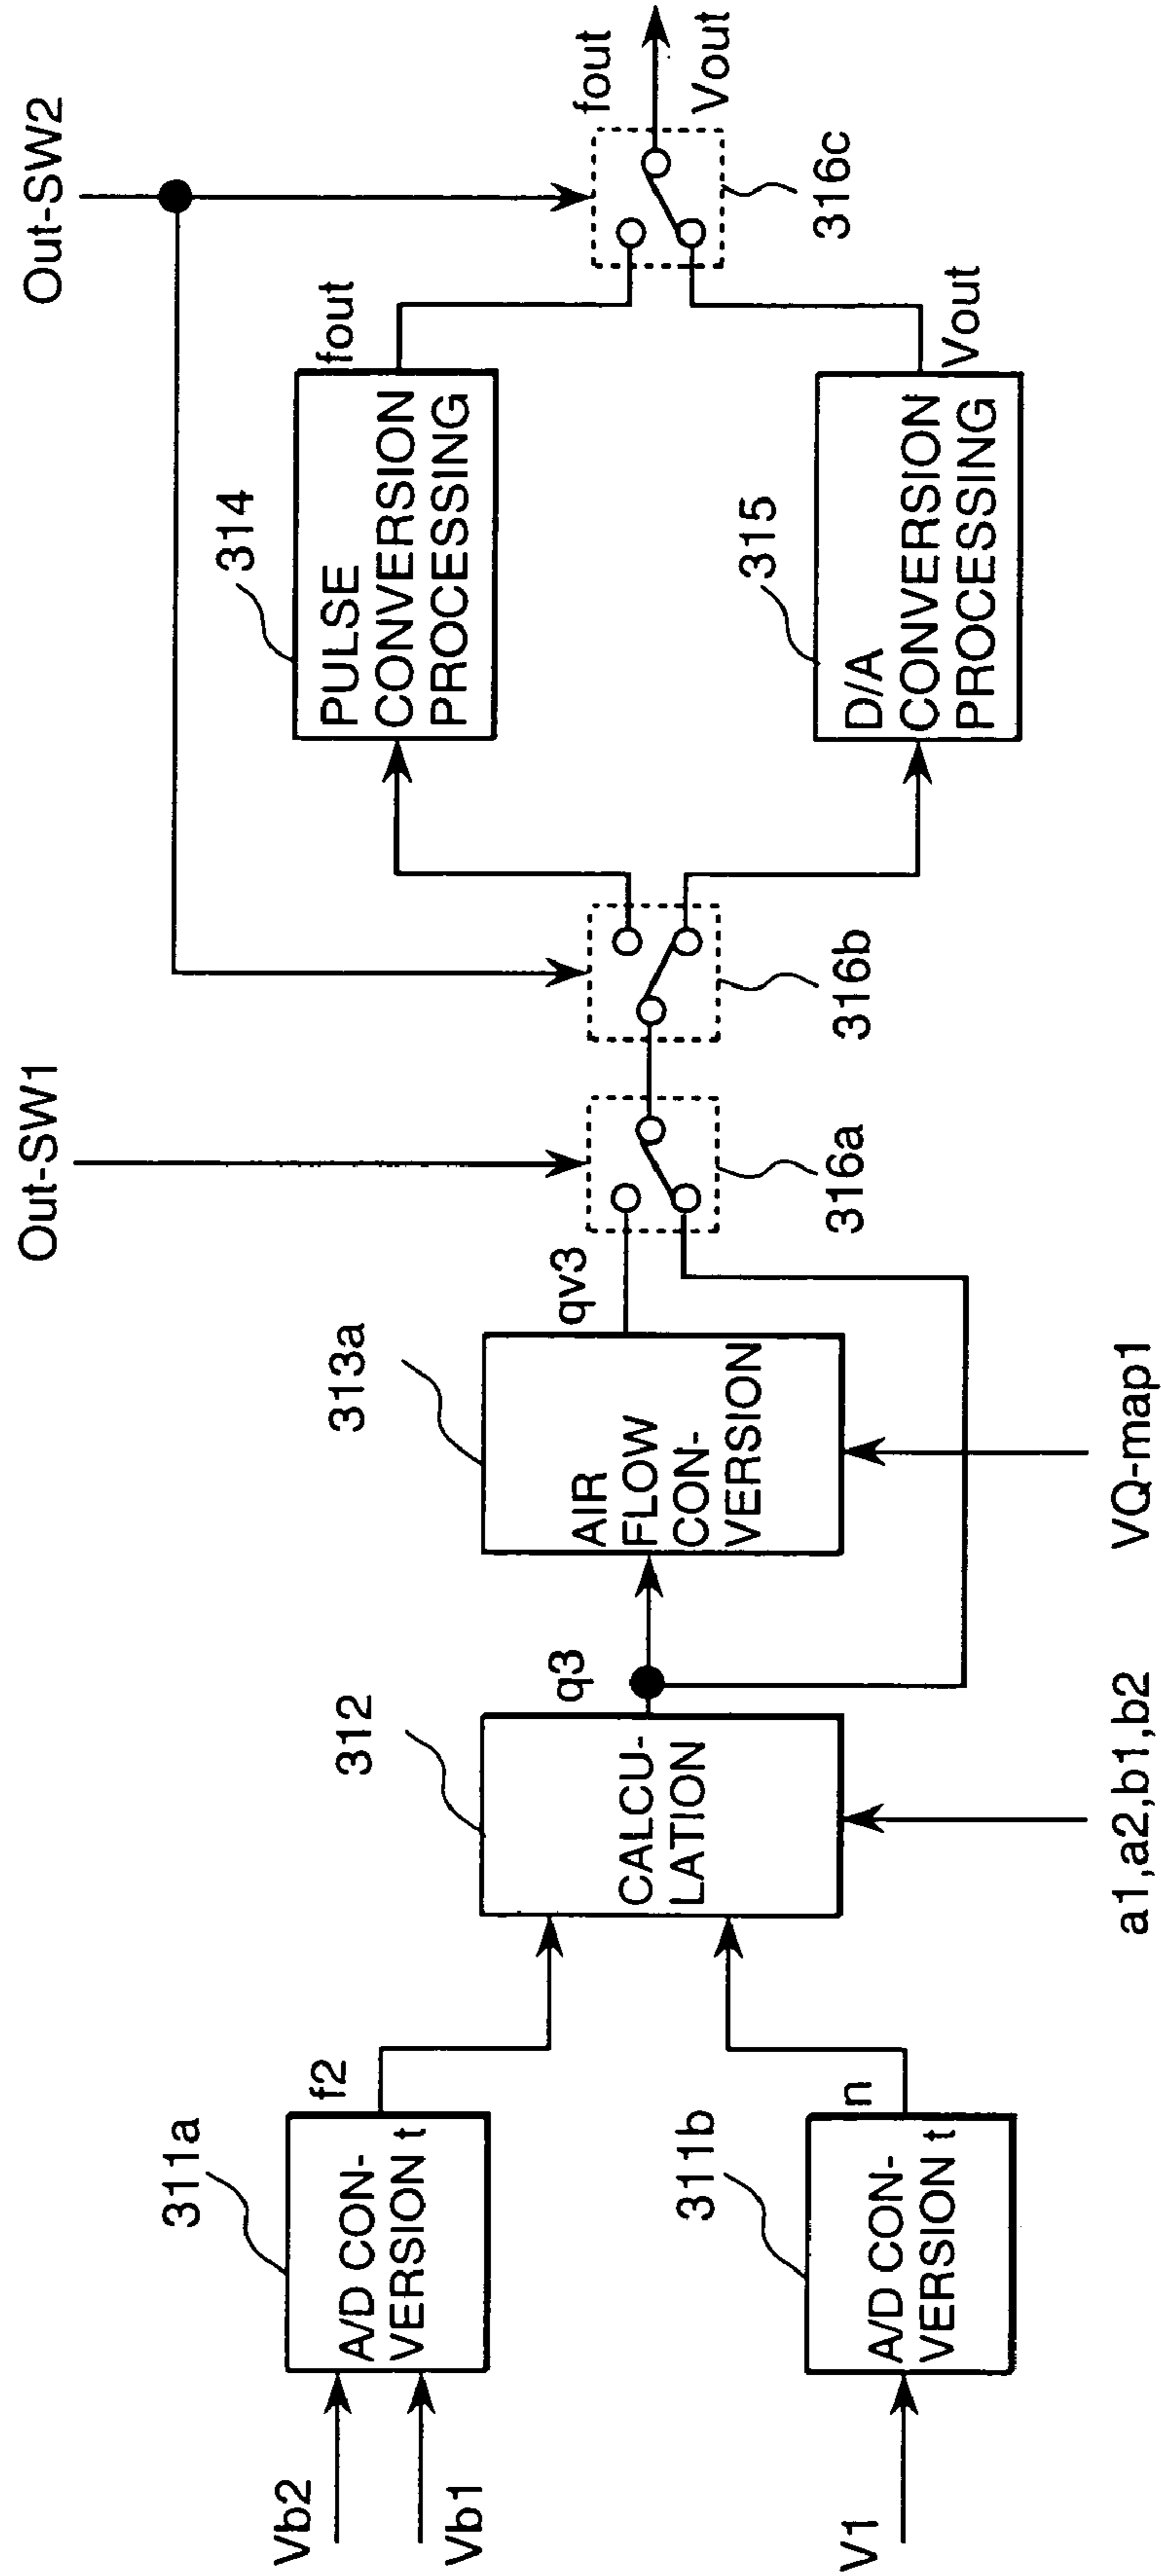 Out-SW1
Out-SW2
Vb2
Vb1
311a
A/D CON-
VERSION t
f2
V1
311b
A/D CON-
VERSION t
n
312
CALCU-
LATION
a1,a2,b1,b2
q3
313a
AIR
FLOW
CON-
VERSION
VQ-map1
qv3
316a
316b
314
PULSE
CONVERSION
PROCESSING
fout
315
D/A
CONVERSION
PROCESSING
Vout
316c
fout
Vout